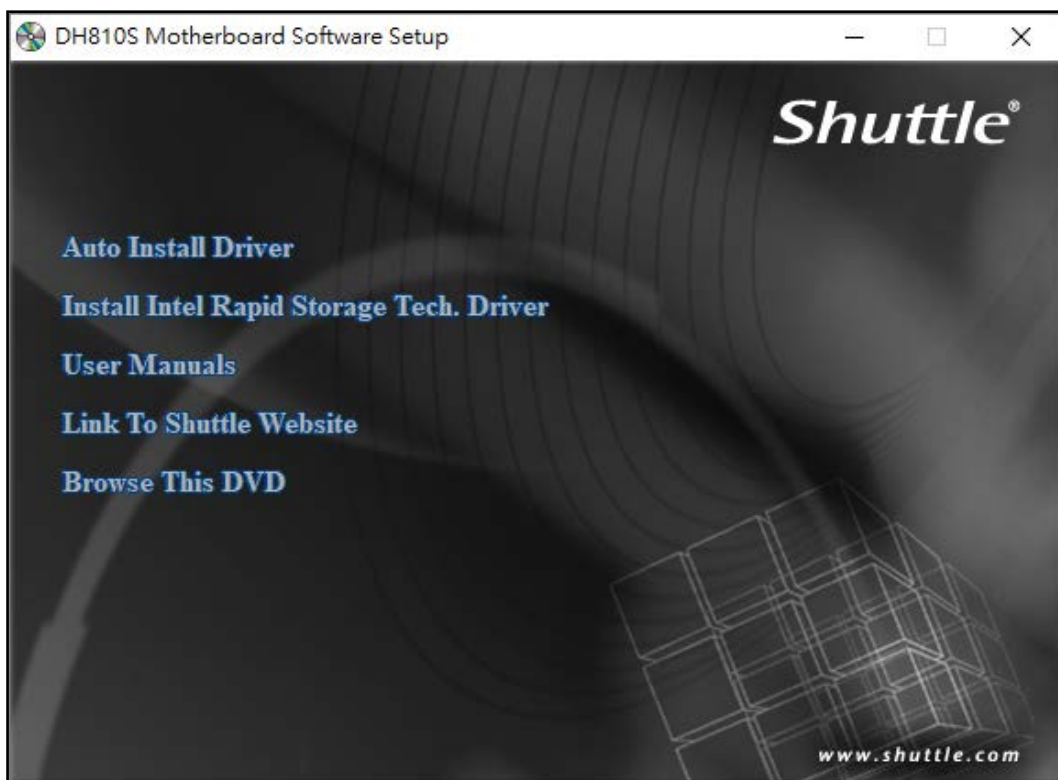 DH810S Motherboard Software Setup
Shuttle®
Auto Install Driver
Install Intel Rapid Storage Tech. Driver
User Manuals
Link To Shuttle Website
Browse This DVD
www.shuttle.com